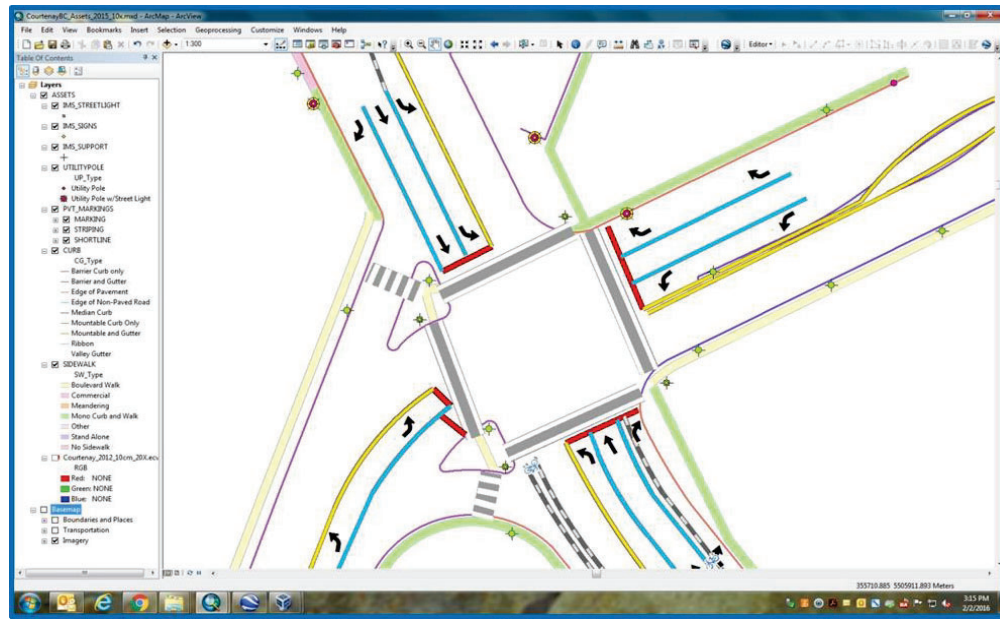 CourtenayBC_Assets_2015_10x.mxd - ArcMap - ArcView
File Edit View Bookmarks Insert Selection Geoprocessing Customize Windows Help
1:300
Editor
Table Of Contents
Layers
ASSETS
IMS_STREETLIGHT
IMS_SIGNS
IMS_SUPPORT
UTILITYPOLE
UP_Type
Utility Pole
Utility Pole w/Street Light
PVT_MARKINGS
MARKING
STRIPING
SHORTLINE
CURB
CG_Type
Barrier Curb only
Barrier and Gutter
Edge of Pavement
Edge of Non-Paved Road
Median Curb
Mountable Curb Only
Mountable and Gutter
Ribbon
Valley Gutter
SIDEWALK
SW_Type
Boulevard Walk
Commercial
Meandering
Mono Curb and Walk
Other
Stand Alone
No Sidewalk
Courtenay_2012_10cm_20X.ecw
RGB
Red: NONE
Green: NONE
Blue: NONE
Basemap
Boundaries and Places
Transportation
Imagery
355710.885 5505911.893 Meters
3:15 PM
2/2/2016